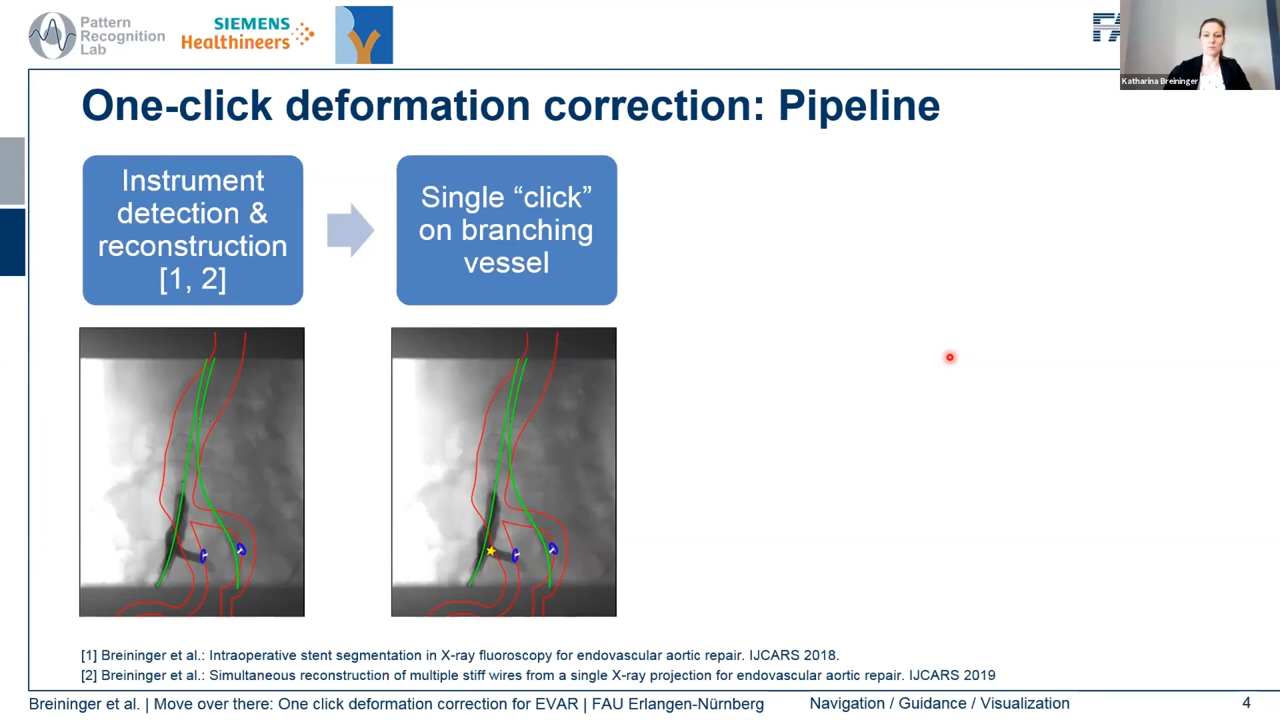 Pattern
Recognition
Lab
SIEMENS
Healthineers
Katharina Breininger
One-click deformation correction: Pipeline
Instrument
detection &
reconstruction
[1, 2]
Single “click”
on branching
vessel
[1] Breininger et al.: Intraoperative stent segmentation in X-ray fluoroscopy for endovascular aortic repair. IJCARS 2018.
[2] Breininger et al.: Simultaneous reconstruction of multiple stiff wires from a single X-ray projection for endovascular aortic repair. IJCARS 2019
Breininger et al. | Move over there: One click deformation correction for EVAR | FAU Erlangen-Nürnberg
Navigation / Guidance / Visualization
4